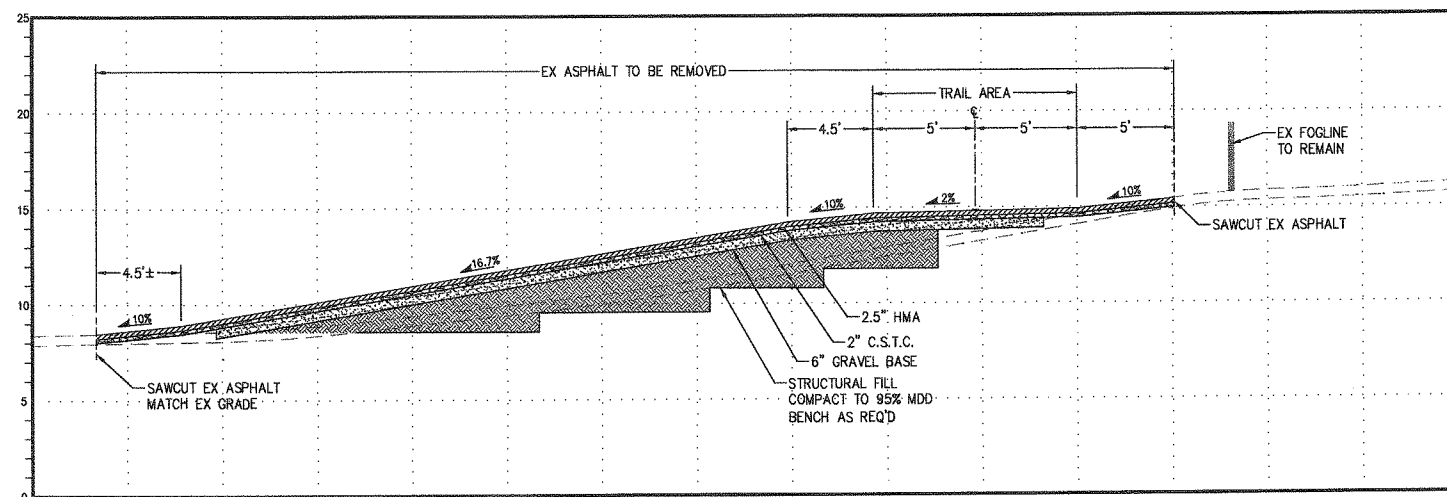 25
EX ASPHALT TO BE REMOVED
TRAIL AREA
20
℄
4.5'
5'
5'
5'
EX FOGLINE
TO REMAIN
10%
2%
10%
15
SAWCUT EX ASPHALT
16.7%
4.5'±
10
10%
2.5" HMA
2" C.S.T.C.
6" GRAVEL BASE
SAWCUT EX ASPHALT
MATCH EX GRADE
STRUCTURAL FILL
COMPACT TO 95% MDD
BENCH AS REQ'D
5
0